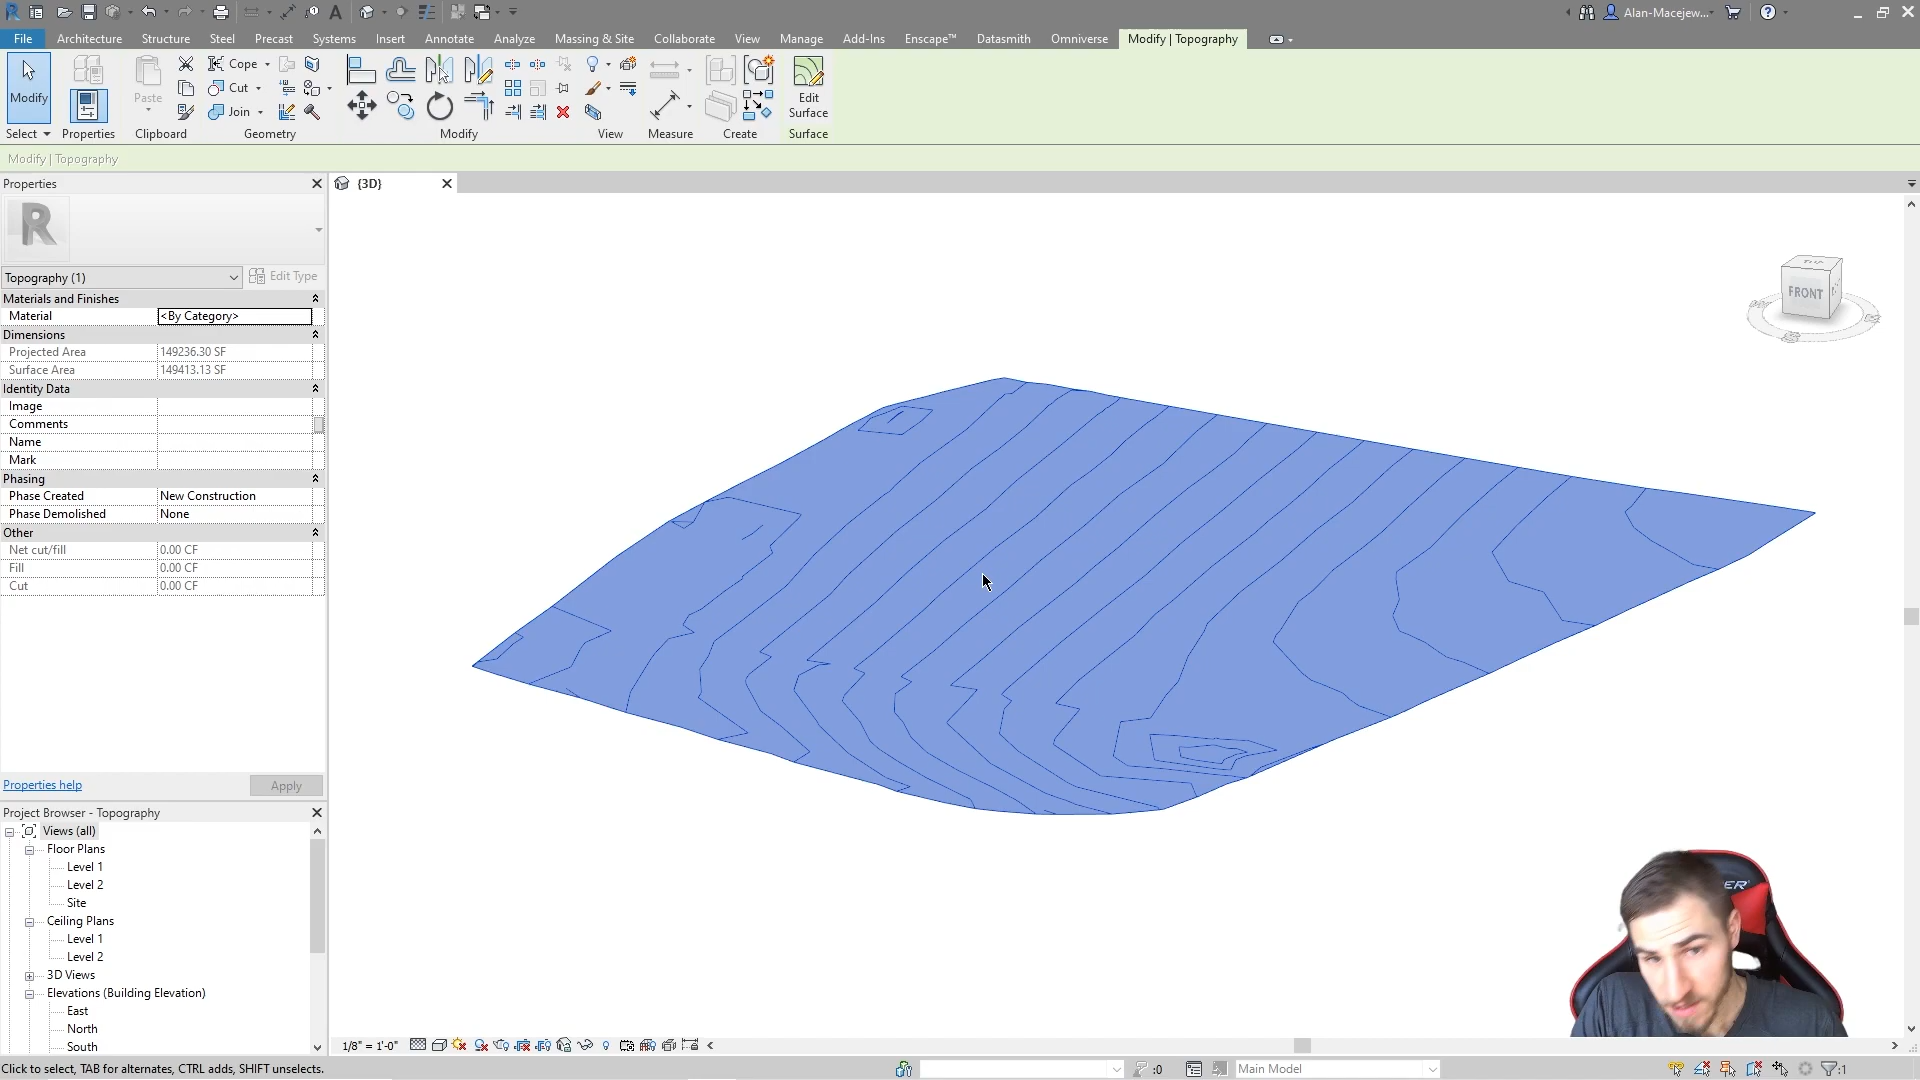 Alan-Macejew...
File Architecture Structure Steel Precast Systems Insert Annotate Analyze Massing & Site Collaborate View Manage Add-Ins Enscape™ Datasmith Omniverse Modify | Topography
Modify
Paste
Cope
Cut
Join
Edit
Surface
Select Properties Clipboard Geometry Modify View Measure Create Surface
Modify | Topography
Properties
{3D}
R
Topography (1)
Edit Type
Materials and Finishes
Material <By Category>
Dimensions
Projected Area 149236.30 SF
Surface Area 149413.13 SF
Identity Data
Image
Comments
Name
Mark
Phasing
Phase Created New Construction
Phase Demolished None
Other
Net cut/fill 0.00 CF
Fill 0.00 CF
Cut 0.00 CF
Properties help
Apply
Project Browser - Topography
Views (all)
Floor Plans
Level 1
Level 2
Site
Ceiling Plans
Level 1
Level 2
3D Views
Elevations (Building Elevation)
East
North
South
TOP
FRONT
1/8" = 1'-0"
Click to select, TAB for alternates, CTRL adds, SHIFT unselects.
:0
Main Model
:1